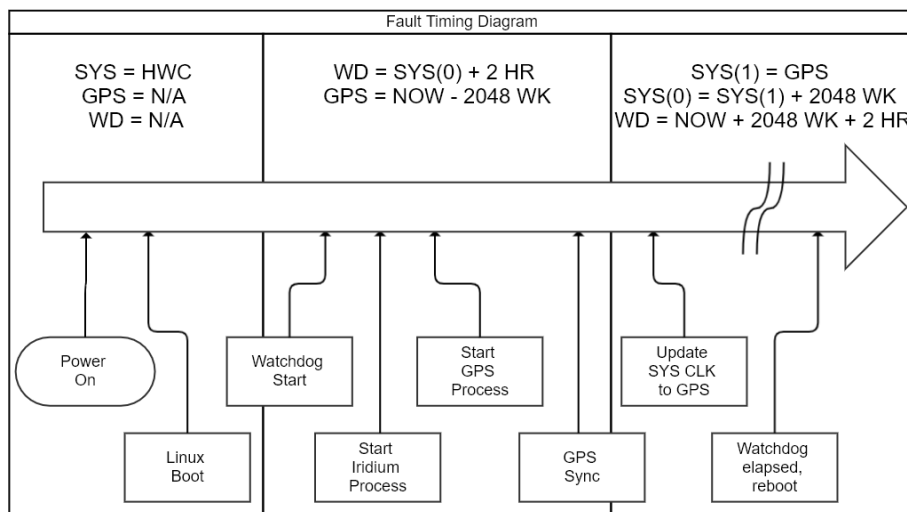 Fault Timing Diagram
SYS = HWC
GPS = N/A
WD = N/A
WD = SYS(0) + 2 HR
GPS = NOW - 2048 WK
SYS(1) = GPS
SYS(0) = SYS(1) + 2048 WK
WD = NOW + 2048 WK + 2 HR
Power
On
Linux
Boot
Watchdog
Start
Start
Iridium
Process
Start
GPS
Process
GPS
Sync
Update
SYS CLK
to GPS
Watchdog
elapsed,
reboot